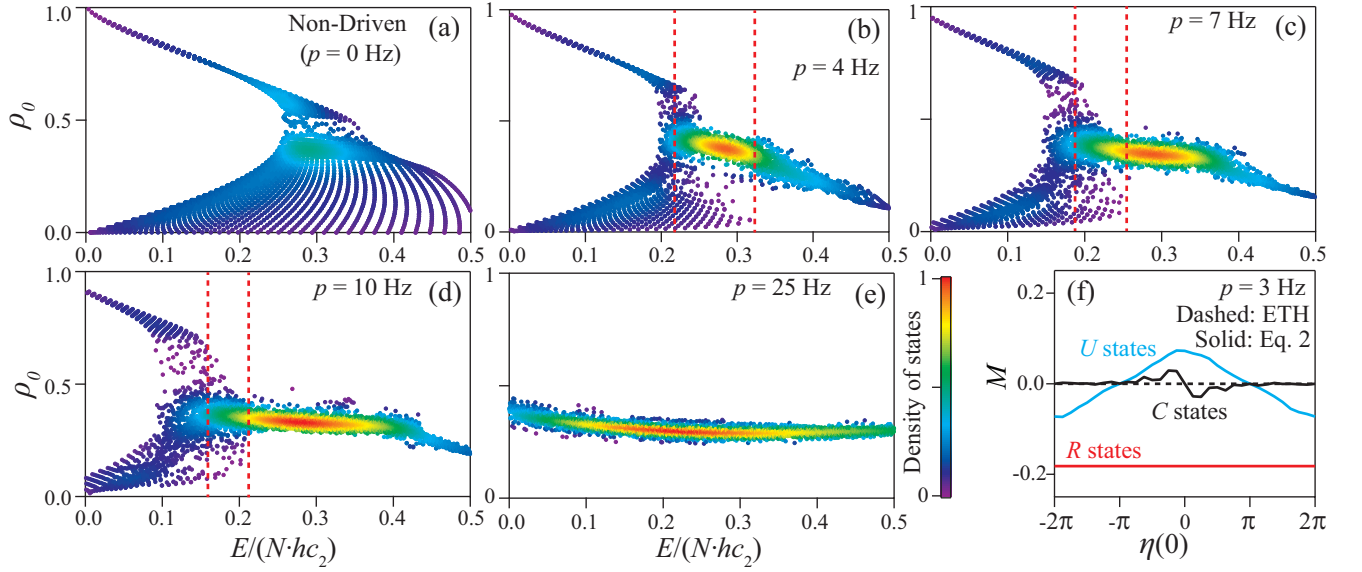 Non-Driven
(p = 0 Hz)
(a)
1.0
0.5
0.0
ρ0
0.0 0.1 0.2 0.3 0.4 0.5
(b)
p = 4 Hz
1
0
0.0 0.1 0.2 0.3 0.4 0.5
p = 7 Hz
(c)
1
0
0.0 0.1 0.2 0.3 0.4 0.5
p = 10 Hz
(d)
1.0
0.5
0.0
ρ0
0.0 0.1 0.2 0.3 0.4 0.5
E/(N·hc2)
p = 25 Hz
(e)
1
0
0.0 0.1 0.2 0.3 0.4 0.5
E/(N·hc2)
1
0
Density of states
(f)
p = 3 Hz
Dashed: ETH
Solid: Eq. 2
U states
C states
R states
0.2
0.0
-0.2
M
-2π -π 0 π 2π
η(0)